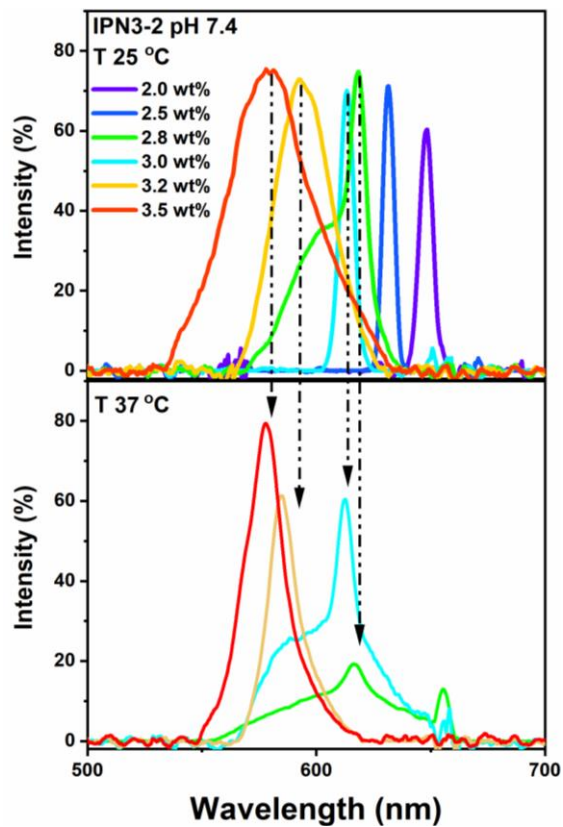 IPN3-2 pH 7.4
T 25 °C
2.0 wt%
2.5 wt%
2.8 wt%
3.0 wt%
3.2 wt%
3.5 wt%
Intensity (%)
80
60
40
20
0
T 37 °C
Intensity (%)
80
60
40
20
0
500 600 700
Wavelength (nm)